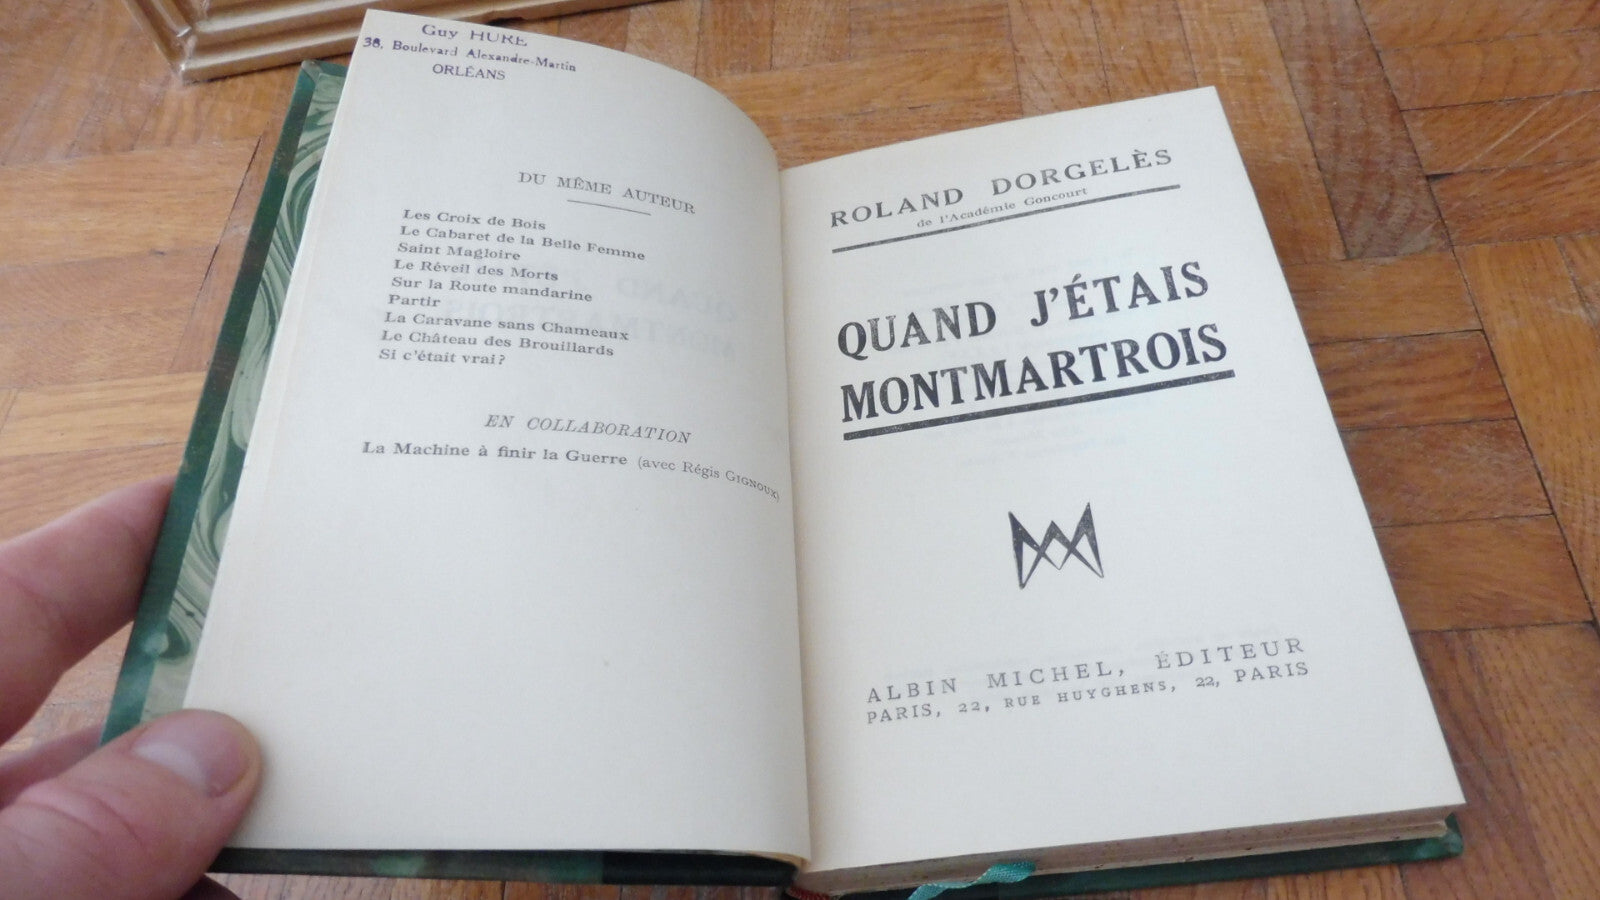 Guy HURE
38, Boulevard Alexandre-Martin
ORLÉANS
DU MÊME AUTEUR
Les Croix de Bois
Le Cabaret de la Belle Femme
Saint Magloire
Le Réveil des Morts
Sur la Route mandarine
Partir
La Caravane sans Chameaux
Le Château des Brouillards
Si c'était vrai?
EN COLLABORATION
La Machine à finir la Guerre (avec Régis GIGNOUX)
ROLAND DORGELÈS
de l'Académie Goncourt
QUAND J'ÉTAIS
MONTMARTROIS
ALBIN MICHEL, ÉDITEUR
PARIS, 22, RUE HUYGHENS, 22, PARIS